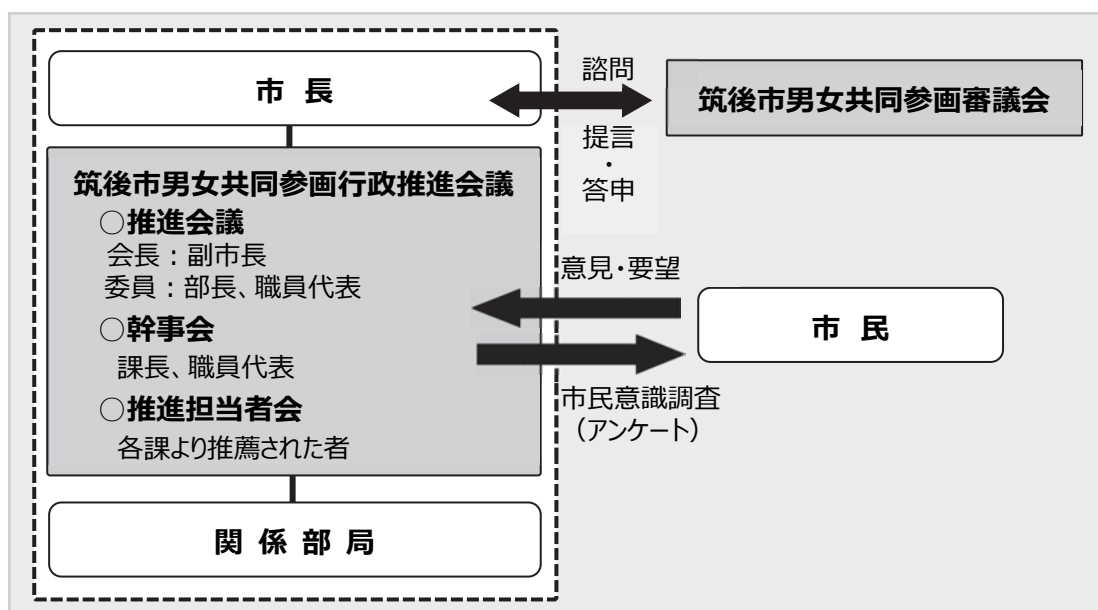 市 長
諮問
提言
・
答申
筑後市男女共同参画審議会
筑後市男女共同参画行政推進会議
○推進会議
会長：副市長
委員：部長、職員代表
○幹事会
課長、職員代表
○推進担当者会
各課より推薦された者
意見・要望
市民意識調査
（アンケート）
市 民
関 係 部 局